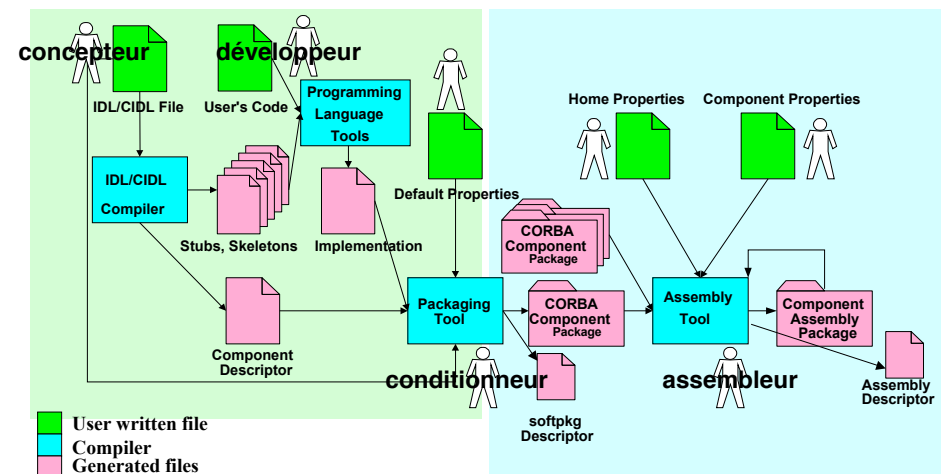 concepteur
développeur
IDL/CIDL File
User's Code
Programming
Language
Tools
Home Properties
Component Properties
IDL/CIDL
Compiler
Default Properties
Stubs, Skeletons
Implementation
CORBA
Component
Package
Packaging
Tool
CORBA
Component
Package
Assembly
Tool
Component
Assembly
Package
Component
Descriptor
conditionneur
assembleur
Assembly
Descriptor
softpkg
Descriptor
User written file
Compiler
Generated files